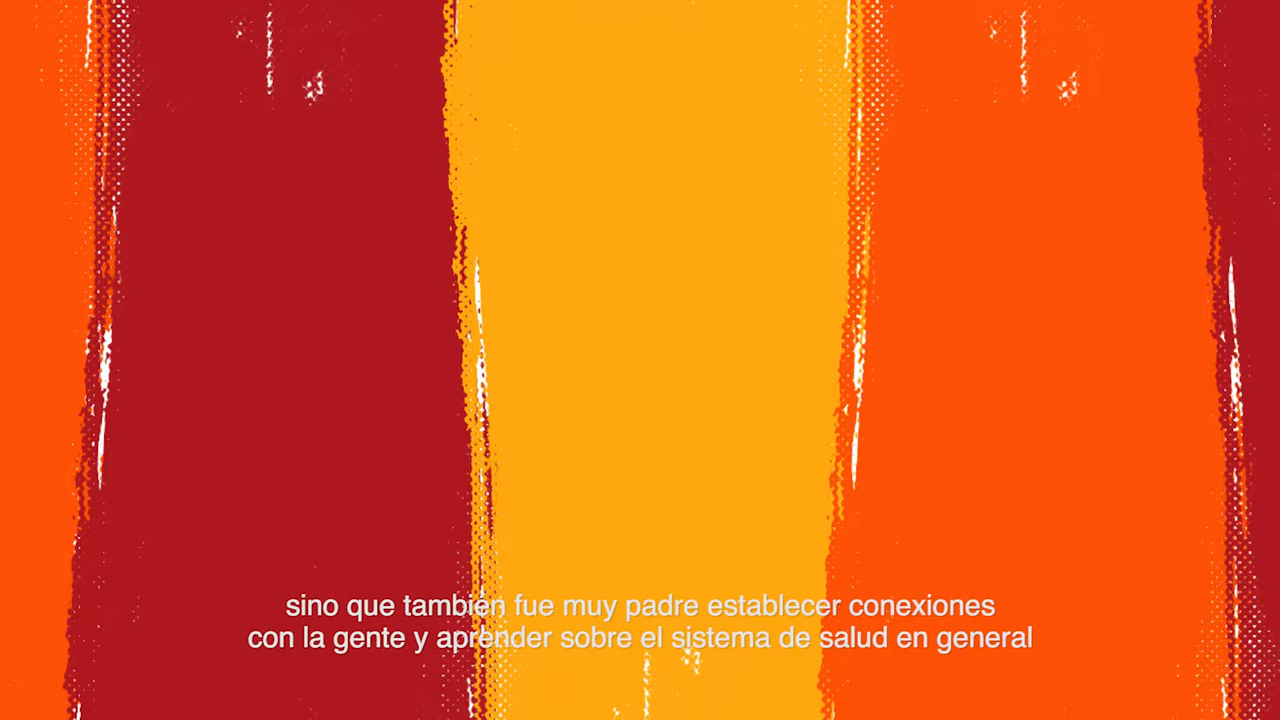 sino que también fue muy padre establecer conexiones
con la gente y aprender sobre el sistema de salud en general